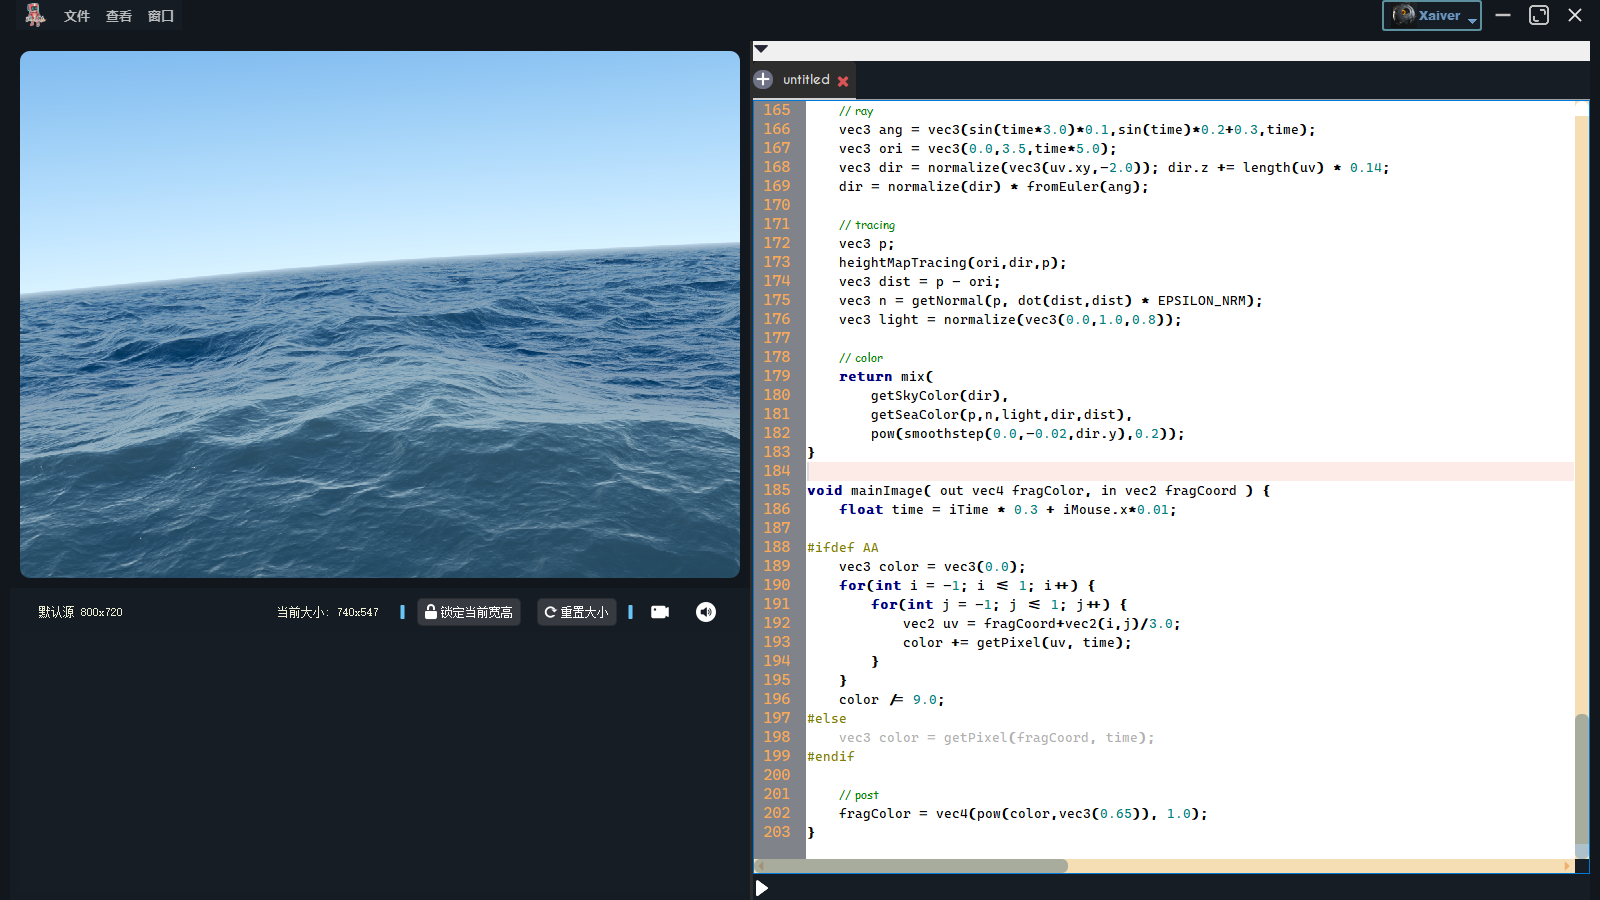 文件 查看 窗口
Xaiver
untitled
165 // ray
166 vec3 ang = vec3(sin(time*3.0)*0.1,sin(time)*0.2+0.3,time);
167 vec3 ori = vec3(0.0,3.5,time*5.0);
168 vec3 dir = normalize(vec3(uv.xy,-2.0)); dir.z += length(uv) * 0.14;
169 dir = normalize(dir) * fromEuler(ang);
170
171 // tracing
172 vec3 p;
173 heightMapTracing(ori,dir,p);
174 vec3 dist = p - ori;
175 vec3 n = getNormal(p, dot(dist,dist) * EPSILON_NRM);
176 vec3 light = normalize(vec3(0.0,1.0,0.8));
177
178 // color
179 return mix(
180 getSkyColor(dir),
181 getSeaColor(p,n,light,dir,dist),
182 pow(smoothstep(0.0,-0.02,dir.y),0.2));
183 }
184
185 void mainImage( out vec4 fragColor, in vec2 fragCoord ) {
186 float time = iTime * 0.3 + iMouse.x*0.01;
187
188 #ifdef AA
189 vec3 color = vec3(0.0);
190 for(int i = -1; i <= 1; i++) {
191 for(int j = -1; j <= 1; j++) {
192 vec2 uv = fragCoord+vec2(i,j)/3.0;
193 color += getPixel(uv, time);
194 }
195 }
196 color /= 9.0;
197 #else
198 vec3 color = getPixel(fragCoord, time);
199 #endif
200
201 // post
202 fragColor = vec4(pow(color,vec3(0.65)), 1.0);
203 }
默认源 800x720 当前大小: 740x547 锁定当前宽高 重置大小